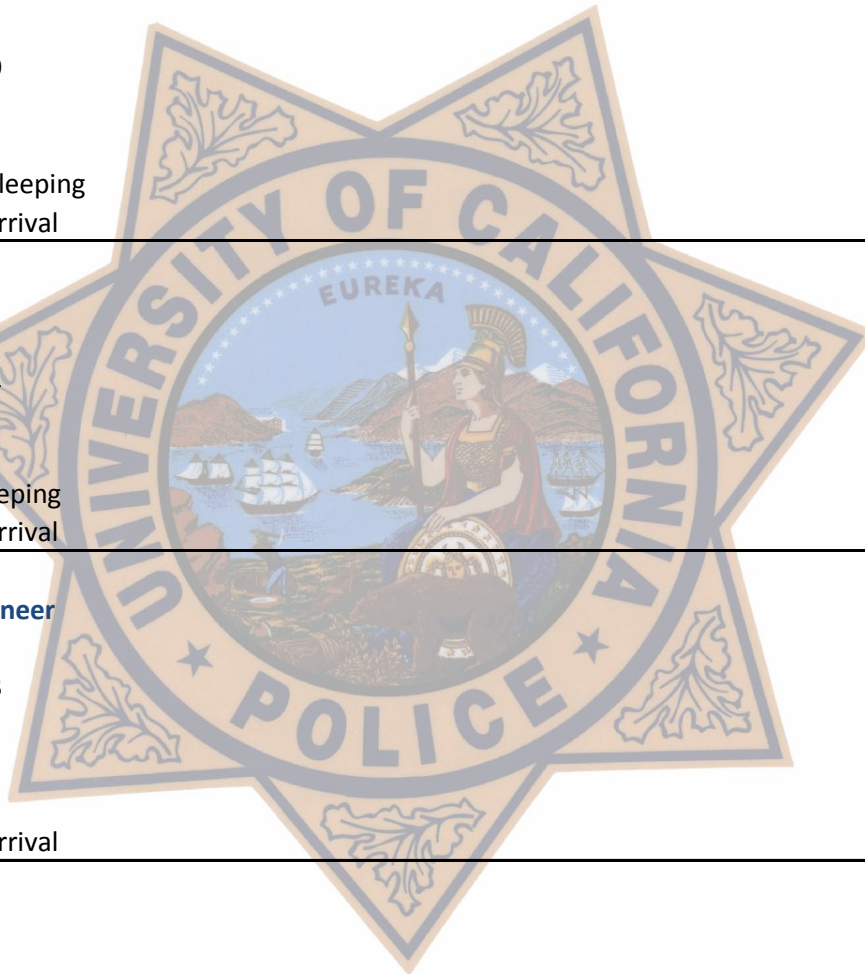 leeping
rrival
eping
rrival
neer
rrival
UNIVERSITY OF CALIFORNIA
POLICE
EUREKA